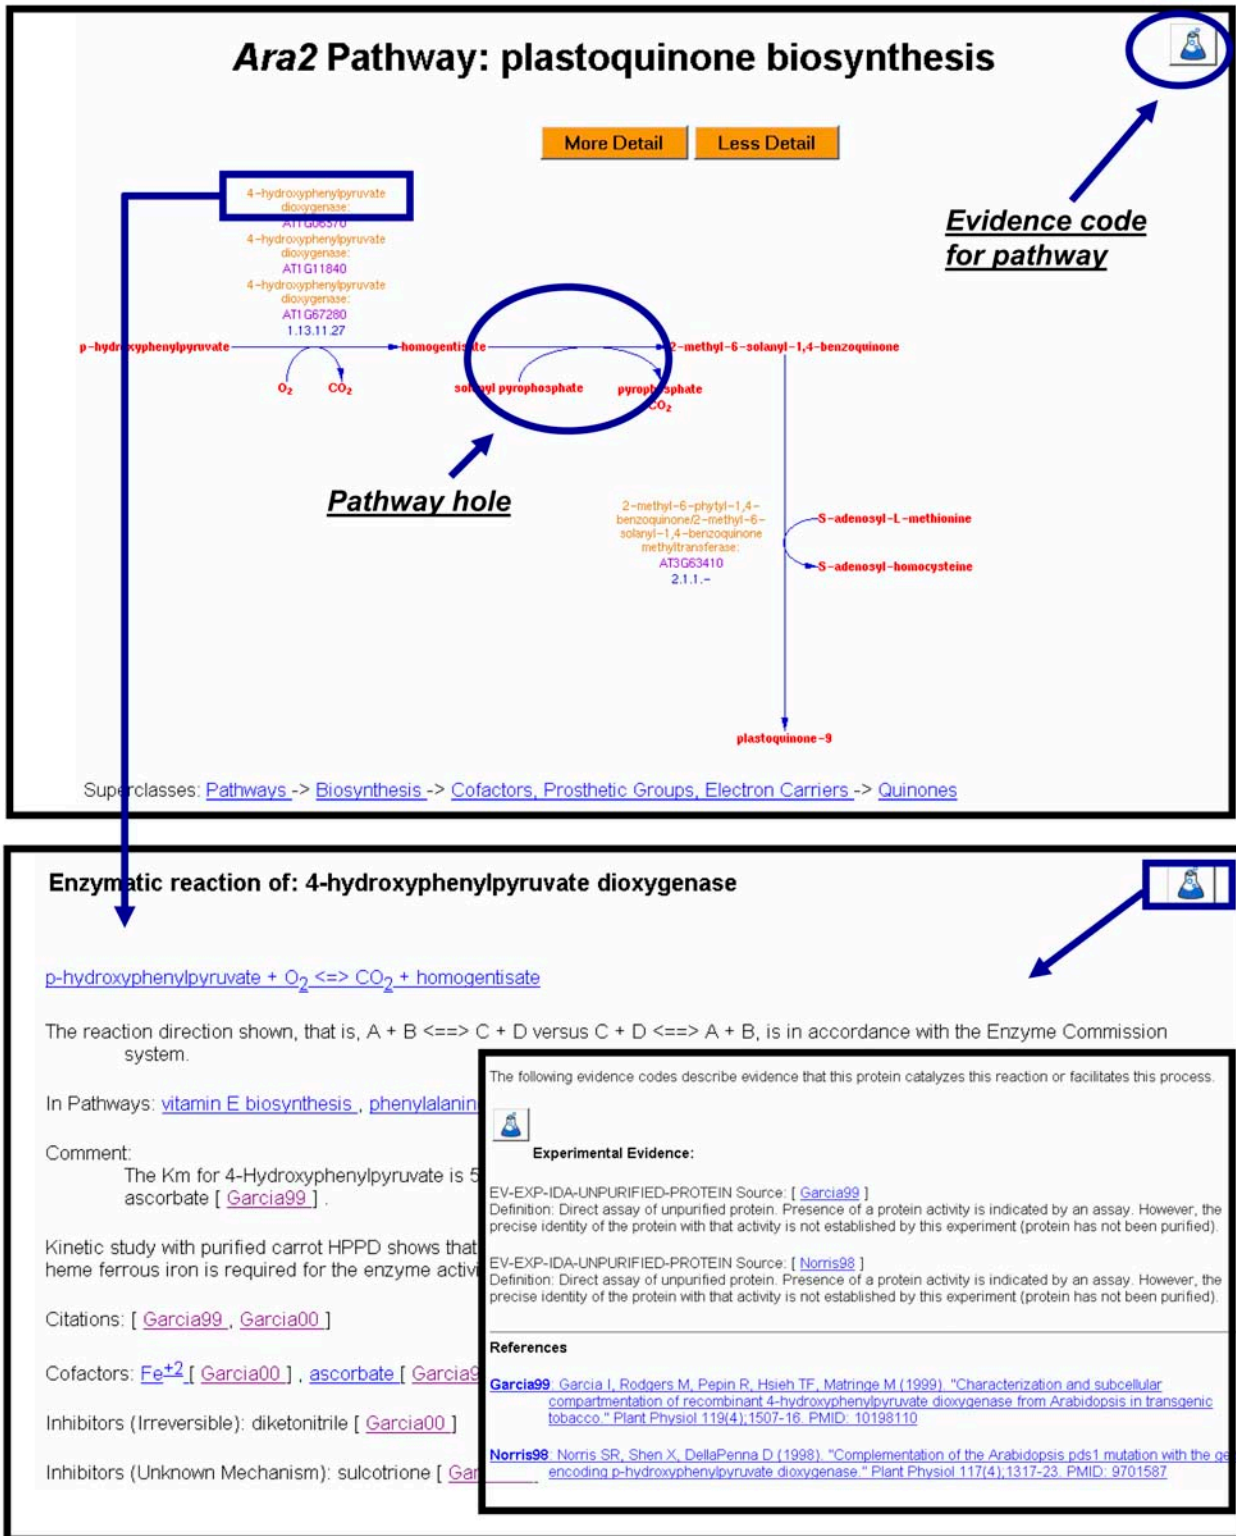 Ara2 Pathway: plastoquinone biosynthesis
More Detail
Less Detail
Evidence code
for pathway
4-hydroxyphenylpyruvate
dioxygenase:
AT1G06570
4-hydroxyphenylpyruvate
dioxygenase:
AT1G11840
4-hydroxyphenylpyruvate
dioxygenase:
AT1G67280
1.13.11.27
p-hydroxyphenylpyruvate
homogentisate
2-methyl-6-solanyl-1,4-benzoquinone
O2
CO2
solanyl pyrophosphate
pyrophosphate
CO2
Pathway hole
2-methyl-6-phytyl-1,4-
benzoquinone/2-methyl-6-
solanyl-1,4-benzoquinone
methyltransferase:
AT3G63410
2.1.1.-
S-adenosyl-L-methionine
S-adenosyl-homocysteine
plastoquinone-9
Superclasses: Pathways -> Biosynthesis -> Cofactors, Prosthetic Groups, Electron Carriers -> Quinones
Enzymatic reaction of: 4-hydroxyphenylpyruvate dioxygenase
p-hydroxyphenylpyruvate + O2 <=> CO2 + homogentisate
The reaction direction shown, that is, A + B <==> C + D versus C + D <==> A + B, is in accordance with the Enzyme Commission
system.
In Pathways: vitamin E biosynthesis , phenylalanin
Comment:
The Km for 4-Hydroxyphenylpyruvate is 5
ascorbate [ Garcia99 ] .
Kinetic study with purified carrot HPPD shows that
heme ferrous iron is required for the enzyme activi
Citations: [ Garcia99 , Garcia00 ]
Cofactors: Fe+2 [ Garcia00 ] , ascorbate [ Garcia9
Inhibitors (Irreversible): diketonitrile [ Garcia00 ]
Inhibitors (Unknown Mechanism): sulcotrione [ Gar
The following evidence codes describe evidence that this protein catalyzes this reaction or facilitates this process.
Experimental Evidence:
EV-EXP-IDA-UNPURIFIED-PROTEIN Source: [ Garcia99 ]
Definition: Direct assay of unpurified protein. Presence of a protein activity is indicated by an assay. However, the
precise identity of the protein with that activity is not established by this experiment (protein has not been purified).
EV-EXP-IDA-UNPURIFIED-PROTEIN Source: [ Norris98 ]
Definition: Direct assay of unpurified protein. Presence of a protein activity is indicated by an assay. However, the
precise identity of the protein with that activity is not established by this experiment (protein has not been purified).
References
Garcia99: Garcia I, Rodgers M, Pepin R, Hsieh TF, Matringe M (1999). "Characterization and subcellular
compartmentation of recombinant 4-hydroxyphenylpyruvate dioxygenase from Arabidopsis in transgenic
tobacco." Plant Physiol 119(4);1507-16. PMID: 10198110
Norris98: Norris SR, Shen X, DellaPenna D (1998). "Complementation of the Arabidopsis pds1 mutation with the ge
encoding p-hydroxyphenylpyruvate dioxygenase." Plant Physiol 117(4);1317-23. PMID: 9701587